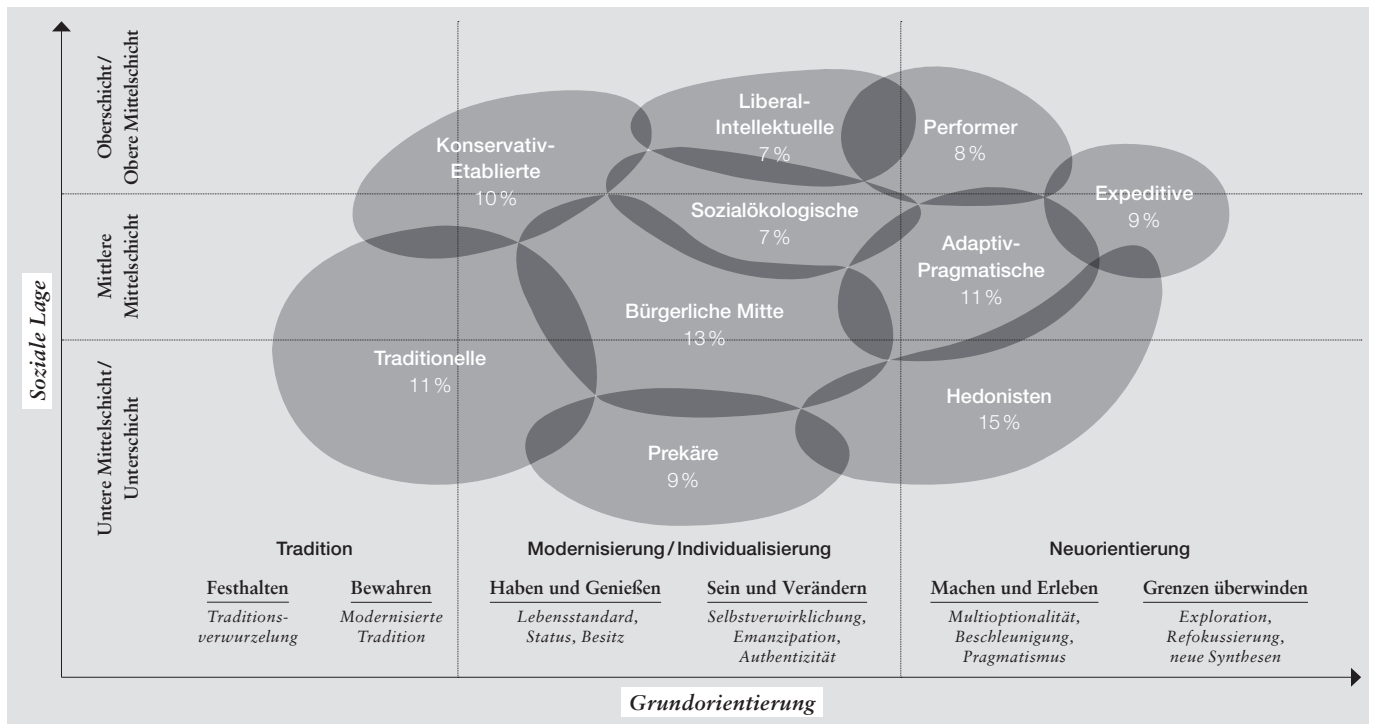 Soziale Lage
Oberschicht/
Obere Mittelschicht
Mittlere
Mittelschicht
Untere Mittelschicht/
Unterschicht
Konservativ-
Etablierte
10 %
Liberal-
Intellektuelle
7 %
Performer
8 %
Expeditive
9 %
Sozialökologische
7 %
Adaptiv-
Pragmatische
11 %
Bürgerliche Mitte
13 %
Traditionelle
11 %
Hedonisten
15 %
Prekäre
9 %
Tradition
Modernisierung/Individualisierung
Neuorientierung
Festhalten
Traditions-
verwurzelung
Bewahren
Modernisierte
Tradition
Haben und Genießen
Lebensstandard,
Status, Besitz
Sein und Verändern
Selbstverwirklichung,
Emanzipation,
Authentizität
Machen und Erleben
Multioptionalität,
Beschleunigung,
Pragmatismus
Grenzen überwinden
Exploration,
Refokussierung,
neue Synthesen
Grundorientierung